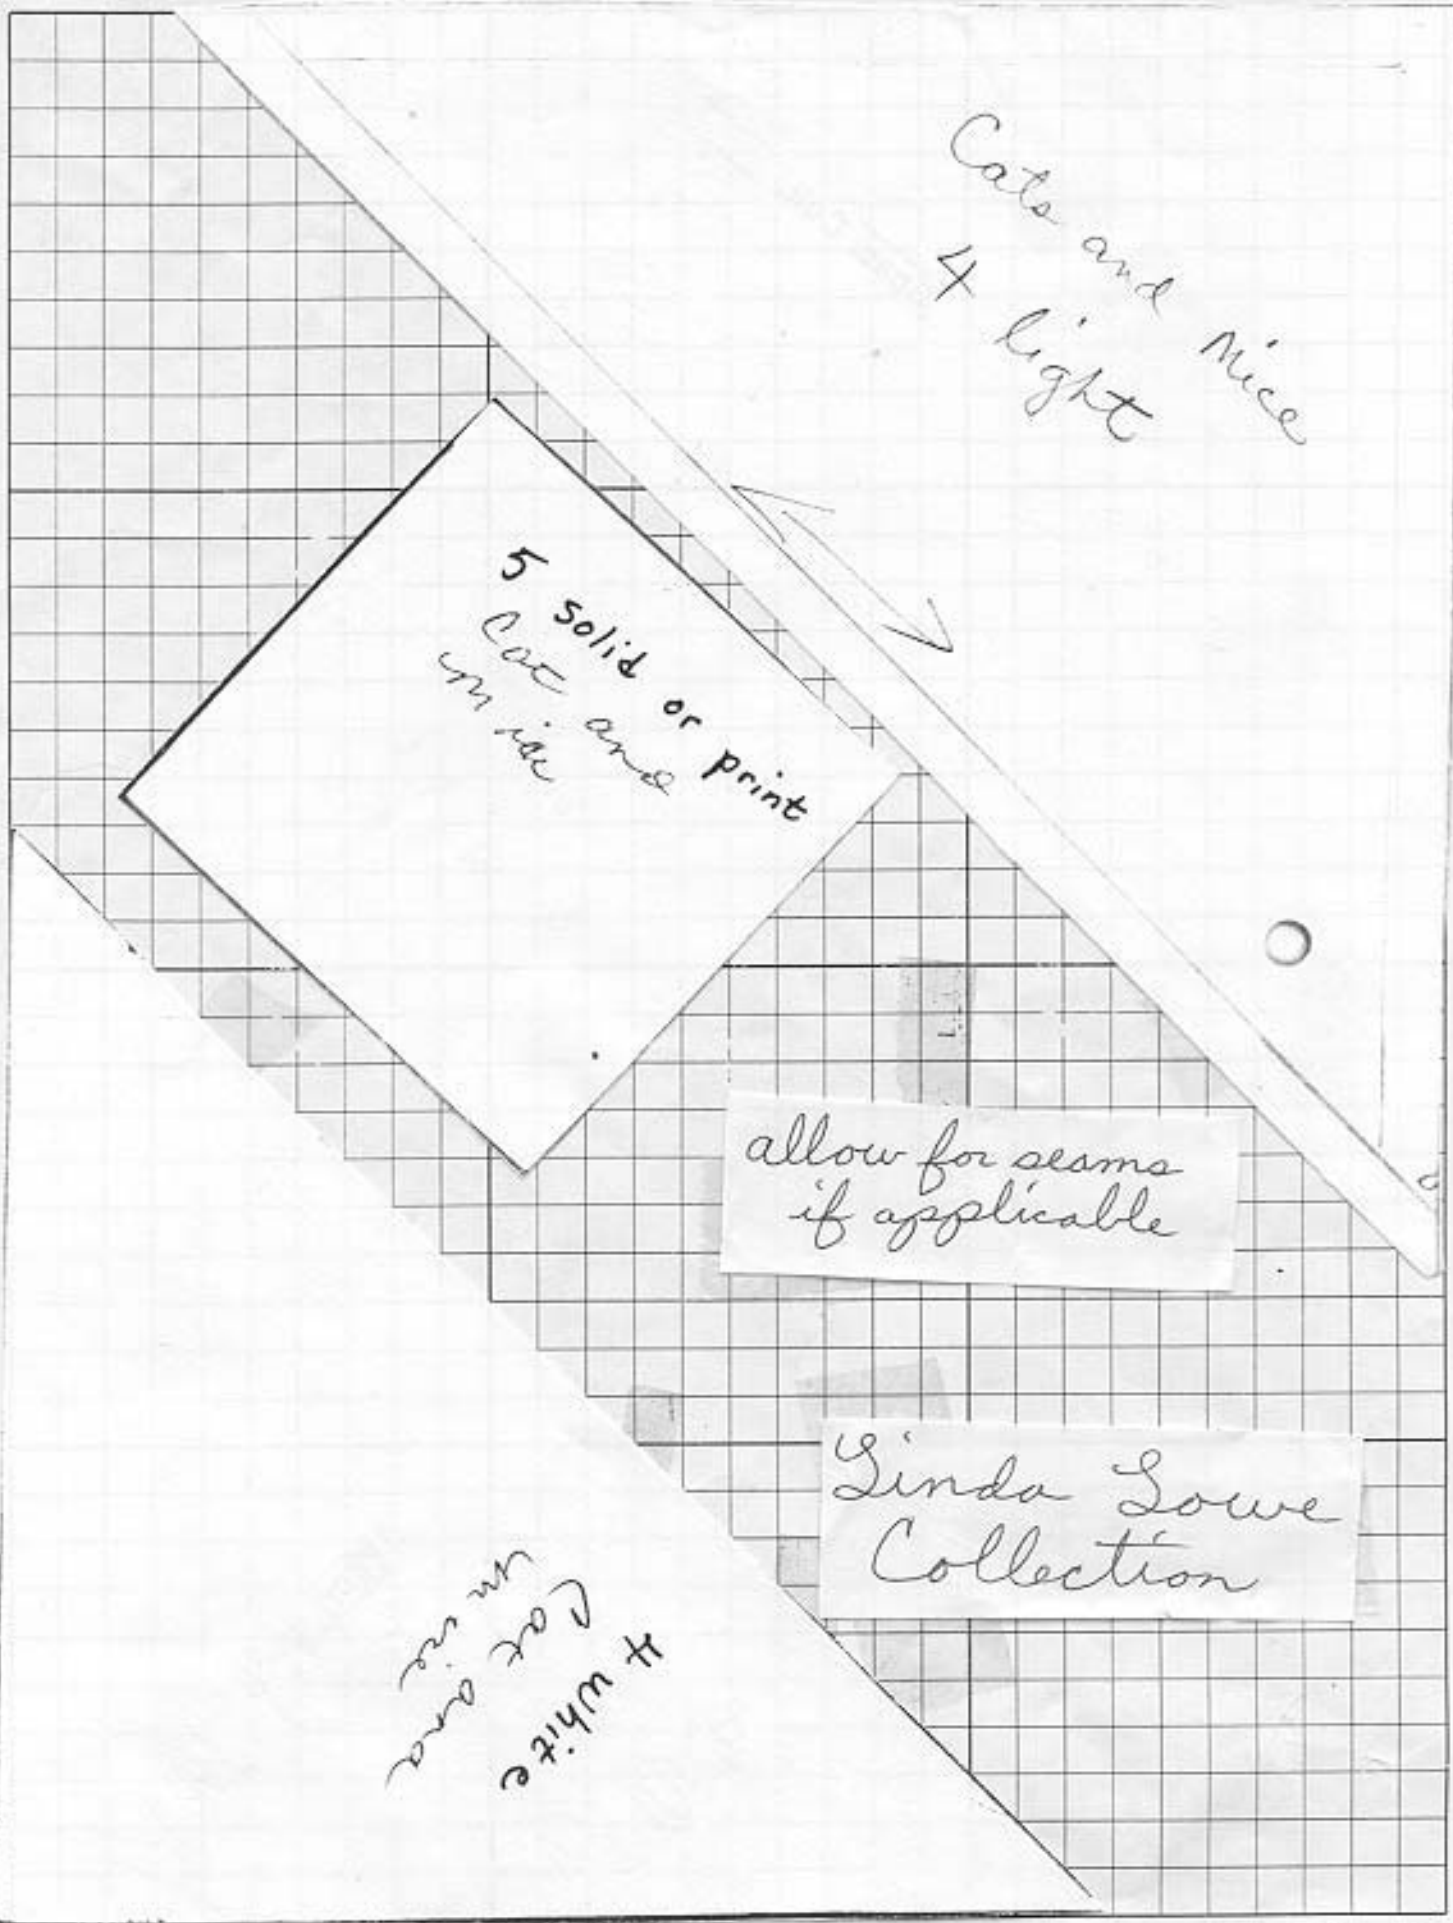 Cats and Mice
4 light
5 solid or print
Cat and
mice
allow for seams
if applicable
Linda Lowe
Collection
4 white
Cat and
mice